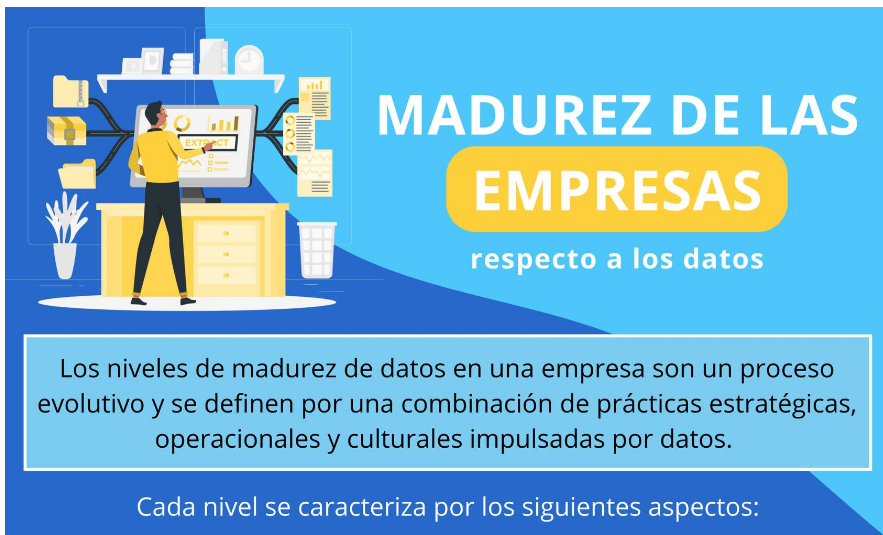 EXTRACT
MADUREZ DE LAS
EMPRESAS
respecto a los datos
Los niveles de madurez de datos en una empresa son un proceso
evolutivo y se definen por una combinación de prácticas estratégicas,
operacionales y culturales impulsadas por datos.
Cada nivel se caracteriza por los siguientes aspectos: